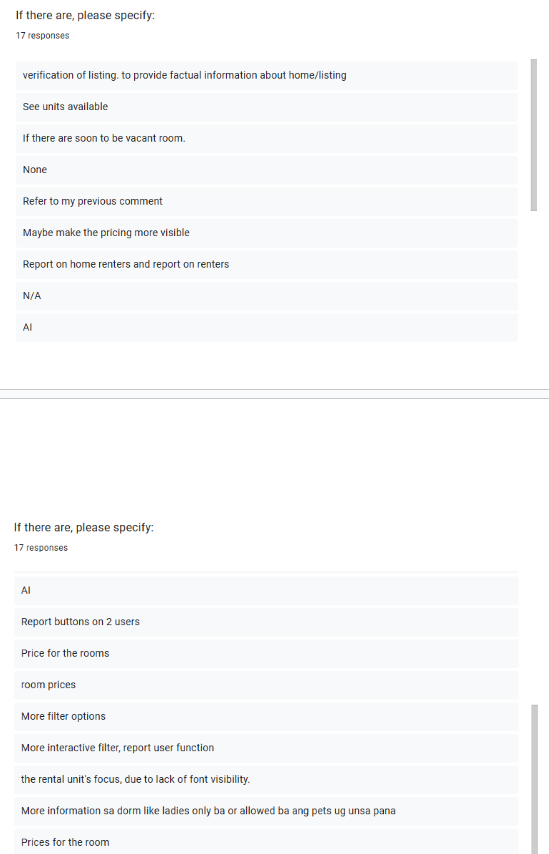 If there are, please specify:
17 responses
verification of listing. to provide factual information about home/listing
See units available
If there are soon to be vacant room.
None
Refer to my previous comment
Maybe make the pricing more visible
Report on home renters and report on renters
N/A
AI
If there are, please specify:
17 responses
AI
Report buttons on 2 users
Price for the rooms
room prices
More filter options
More interactive filter, report user function
the rental unit's focus, due to lack of font visibility.
More information sa dorm like ladies only ba or allowed ba ang pets ug unsa pana
Prices for the room